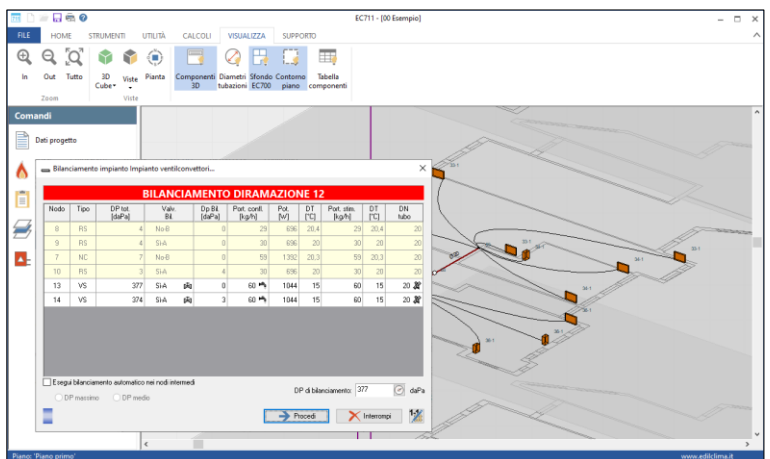 EC711 - [00 Esempio]
FILE HOME STRUMENTI UTILITÀ CALCOLI VISUALIZZA SUPPORTO
In Out Tutto 3D Cube Viste Pianta Componenti 3D Diametri tubazioni Sfondo EC700 Contorno piano Tabella componenti
Zoom Viste
Comandi
Dati progetto
Bilanciamento impianto Impianto ventilconvettori...
BILANCIAMENTO DIRAMAZIONE 12
Nodo Tipo DP tot. [daPa] Valv. Bil. Dp Bil. [daPa] Port. confl. [kg/h] Pot. [W] DT [°C] Port. stim. [kg/h] DT [°C] DN tubo
8 RS 4 No-B 0 29 696 20,4 29 20,4 20
9 RS 4 Si-A 0 30 696 20 30 20 20
7 NC 7 No-B 0 59 1392 20,3 59 20,3 20
10 RS 3 Si-A 4 30 696 20 30 20 20
13 VS 377 Si-A 0 60 1044 15 60 15 20
14 VS 374 Si-A 3 60 1044 15 60 15 20
Esegui bilanciamento automatico nei nodi intermedi
DP massimo DP medio
DP di bilanciamento: 377 daPa
Procedi Interrompi
Piano: 'Piano primo' www.edilclima.it